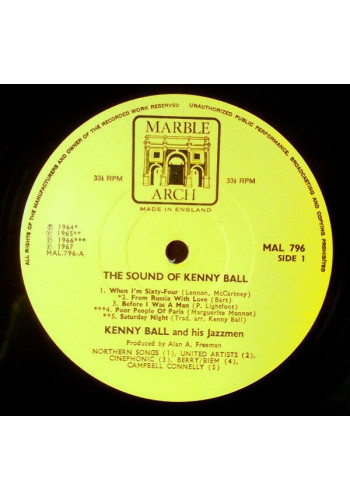 ALL RIGHTS OF THE MANUFACTURERS AND OWNER OF THE RECORDED WORK RESERVED UNAUTHORIZED PUBLIC PERFORMANCE, BROADCASTING AND COPYING PROHIBITED
MARBLE
ARCH
33⅓ RPM 33⅓ RPM
MADE IN ENGLAND
Ⓟ 1964*
Ⓟ 1965**
Ⓟ 1966***
Ⓟ 1967
MAL.796-A
MAL 796
SIDE 1
THE SOUND OF KENNY BALL
1. When I'm Sixty-Four (Lennon, McCartney)
*2. From Russia With Love (Bart)
3. Before I Was A Man (P. Lightfoot)
***4. Poor People Of Paris (Marguerite Monnot)
**5. Saturday Night (Trad. arr. Kenny Ball)
KENNY BALL and his Jazzmen
Produced by Alan A. Freeman
NORTHERN SONGS (1), UNITED ARTISTS (2),
CINEPHONIC (3), BERRY/BIEM (4),
CAMPBELL CONNELLY (5)